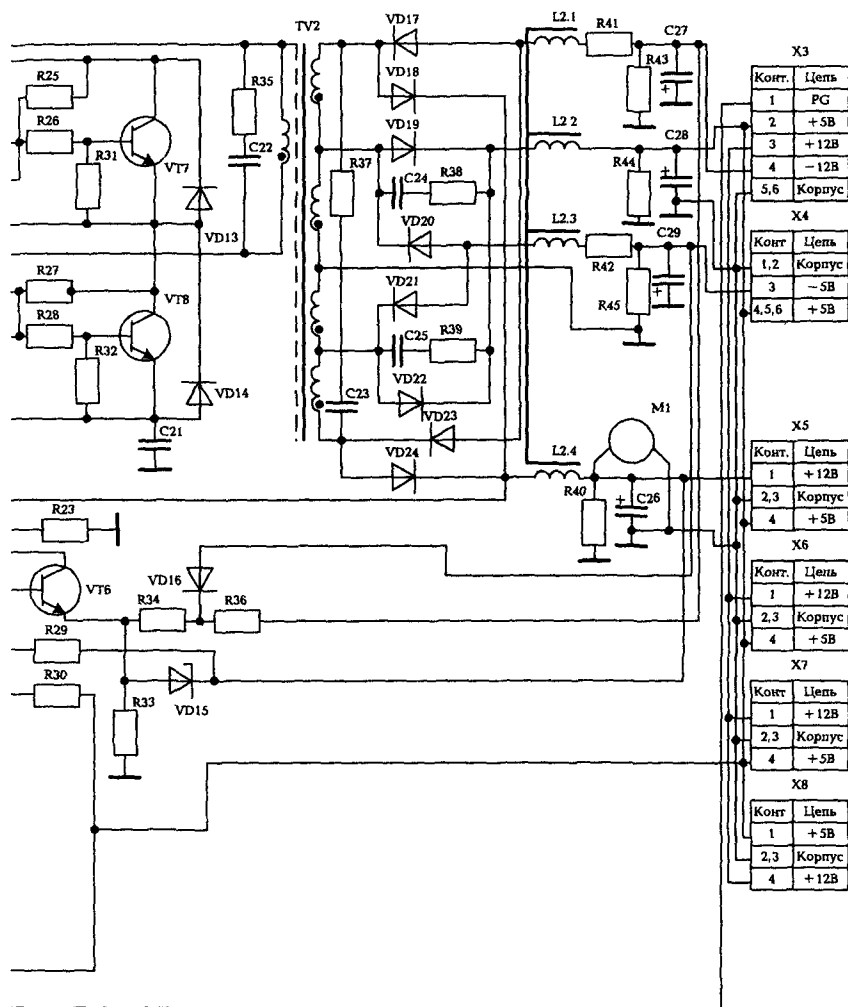 TV2
VD17
VD18
VD19
C24
R38
VD20
VD21
C25
R39
VD22
VD23
VD24
R37
C23
L2.1
R41
C27
R43
+
L2 2
C28
R44
+
L2.3
C29
R42
R45
+
L2.4
M1
R40
C26
+
R25
R26
R31
VT7
R35
C22
VD13
R27
R28
R32
VT8
VD14
C21
R23
VT6
VD16
R34
R36
R29
R30
VD15
R33
X3
Конт. Цепь
1 PG
2 +5В
3 +12В
4 −12В
5,6 Корпус
X4
Конт Цепь
1,2 Корпус
3 −5В
4,5,6 +5В
X5
Конт. Цепь
1 +12В
2,3 Корпус
4 +5В
X6
Конт. Цепь
1 +12В
2,3 Корпус
4 +5В
X7
Конт Цепь
1 +12В
2,3 Корпус
4 +5В
X8
Конт Цепь
1 +5В
2,3 Корпус
4 +12В